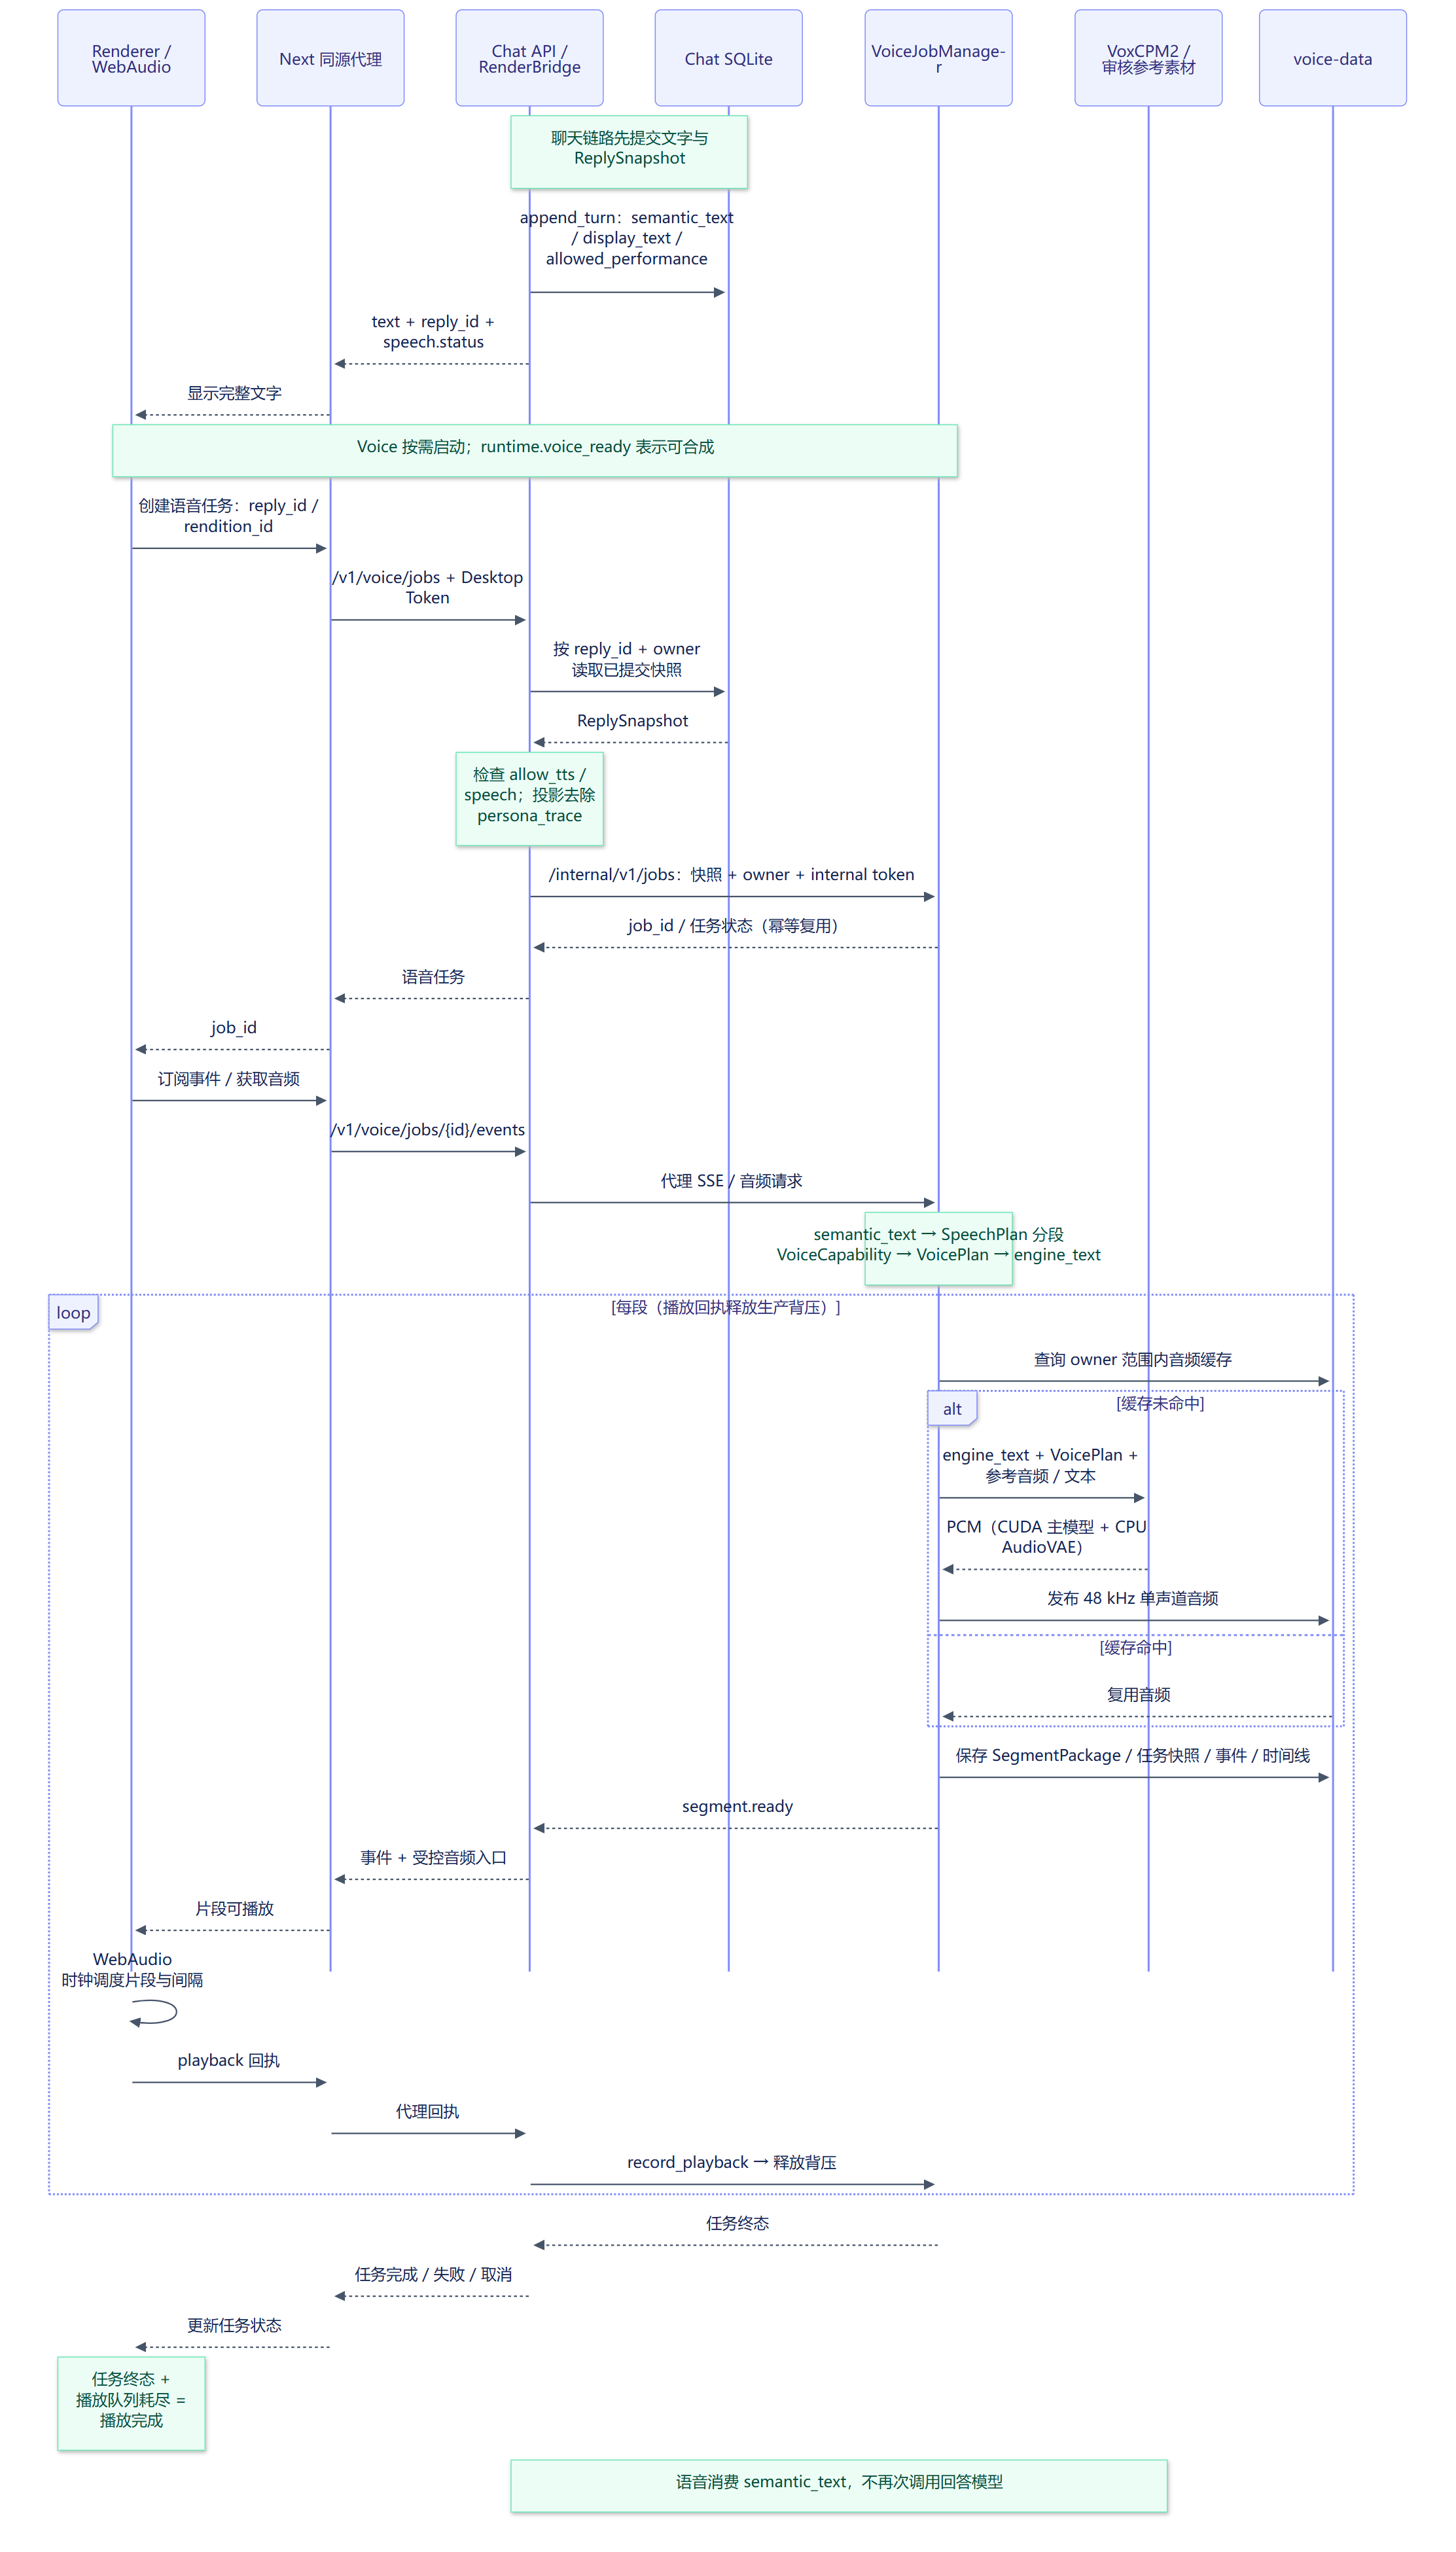 Renderer /
WebAudio
Next 同源代理
Chat API /
RenderBridge
Chat SQLite
VoiceJobManage-
r
VoxCPM2 /
审核参考素材
voice-data
聊天链路先提交文字与
ReplySnapshot
append_turn：semantic_text
/ display_text /
allowed_performance
text + reply_id +
speech.status
显示完整文字
Voice 按需启动；runtime.voice_ready 表示可合成
创建语音任务：reply_id /
rendition_id
/v1/voice/jobs + Desktop
Token
按 reply_id + owner
读取已提交快照
ReplySnapshot
检查 allow_tts /
speech；投影去除
persona_trace
/internal/v1/jobs：快照 + owner + internal token
job_id / 任务状态（幂等复用）
语音任务
job_id
订阅事件 / 获取音频
/v1/voice/jobs/{id}/events
代理 SSE / 音频请求
semantic_text → SpeechPlan 分段
VoiceCapability → VoicePlan → engine_text
loop
[每段（播放回执释放生产背压）]
查询 owner 范围内音频缓存
alt
[缓存未命中]
engine_text + VoicePlan +
参考音频 / 文本
PCM（CUDA 主模型 + CPU
AudioVAE）
发布 48 kHz 单声道音频
[缓存命中]
复用音频
保存 SegmentPackage / 任务快照 / 事件 / 时间线
segment.ready
事件 + 受控音频入口
片段可播放
WebAudio
时钟调度片段与间隔
playback 回执
代理回执
record_playback → 释放背压
任务终态
任务完成 / 失败 / 取消
更新任务状态
任务终态 +
播放队列耗尽 =
播放完成
语音消费 semantic_text，不再次调用回答模型